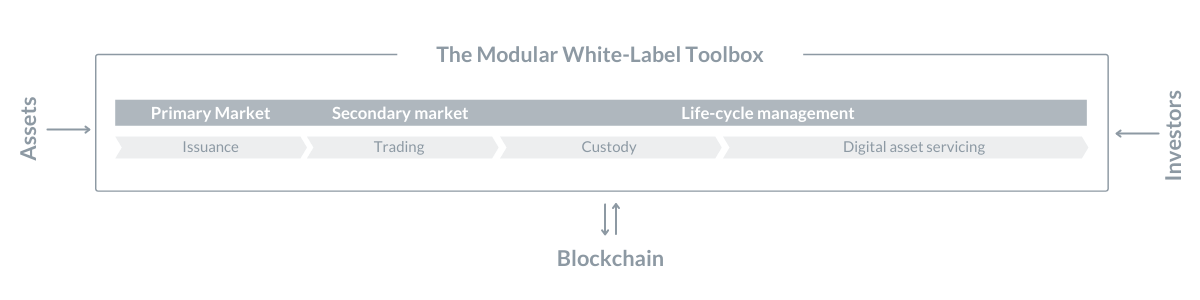 The Modular White-Label Toolbox
Assets
Primary Market Secondary market Life-cycle management
Issuance Trading Custody Digital asset servicing
Investors
Blockchain